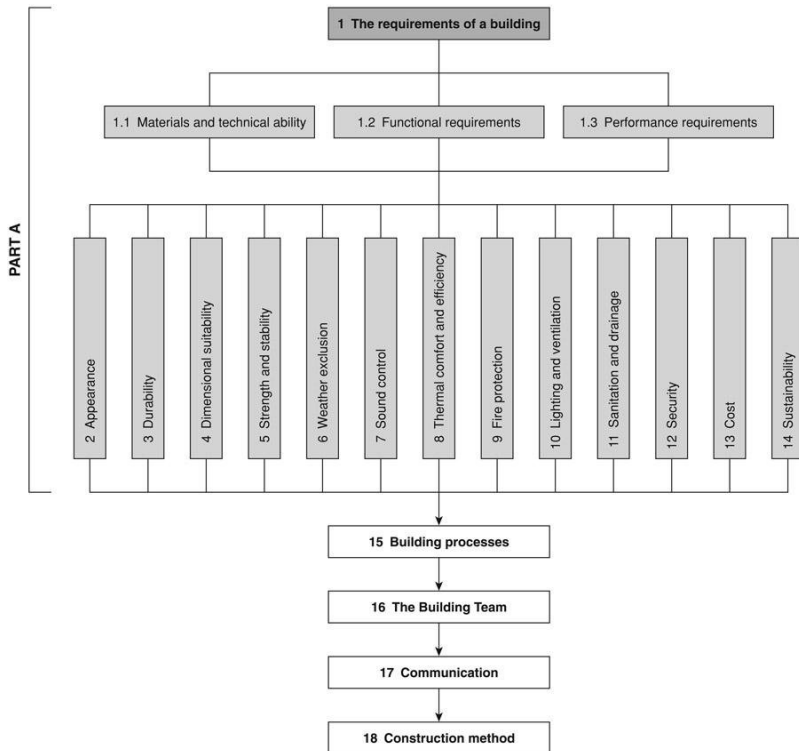 1 The requirements of a building
1.1 Materials and technical ability
1.2 Functional requirements
1.3 Performance requirements
PART A
2 Appearance
3 Durability
4 Dimensional suitability
5 Strength and stability
6 Weather exclusion
7 Sound control
8 Thermal comfort and efficiency
9 Fire protection
10 Lighting and ventilation
11 Sanitation and drainage
12 Security
13 Cost
14 Sustainability
15 Building processes
16 The Building Team
17 Communication
18 Construction method